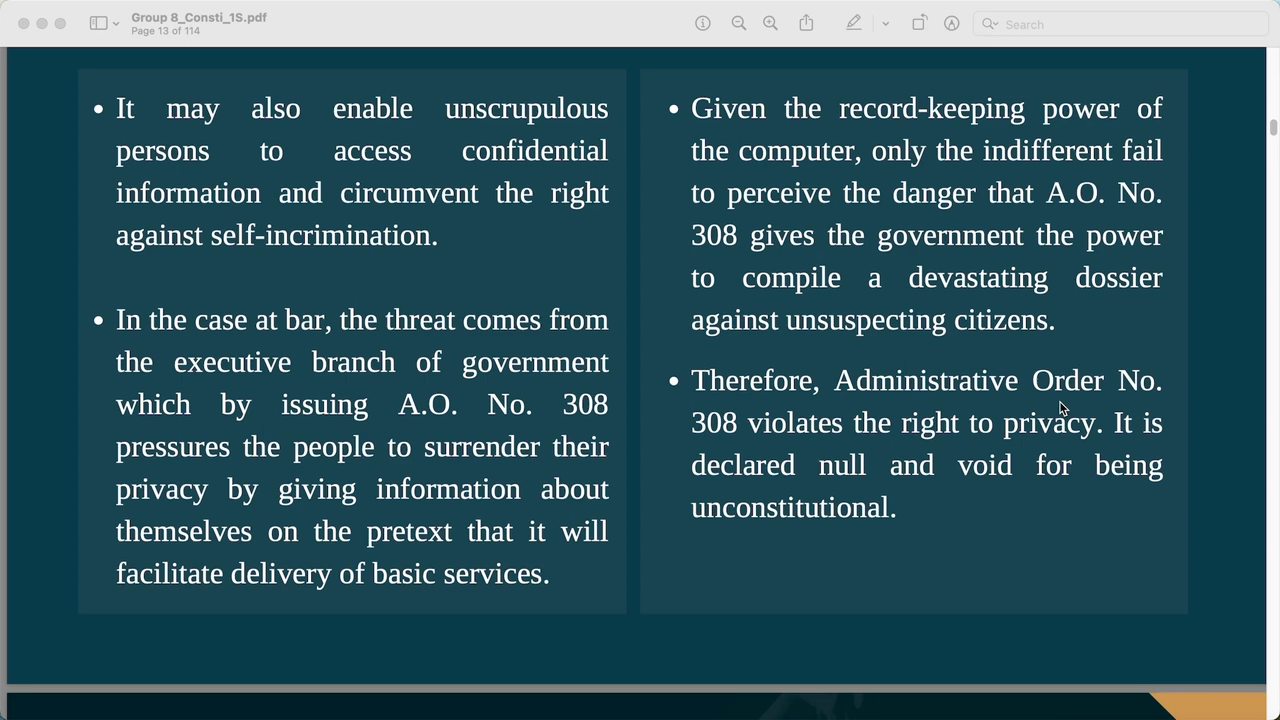 Group 8_Consti_1S.pdf
Page 13 of 114
Search
• It may also enable unscrupulous
persons to access confidential
information and circumvent the right
against self-incrimination.
• In the case at bar, the threat comes from
the executive branch of government
which by issuing A.O. No. 308
pressures the people to surrender their
privacy by giving information about
themselves on the pretext that it will
facilitate delivery of basic services.
• Given the record-keeping power of
the computer, only the indifferent fail
to perceive the danger that A.O. No.
308 gives the government the power
to compile a devastating dossier
against unsuspecting citizens.
• Therefore, Administrative Order No.
308 violates the right to privacy. It is
declared null and void for being
unconstitutional.